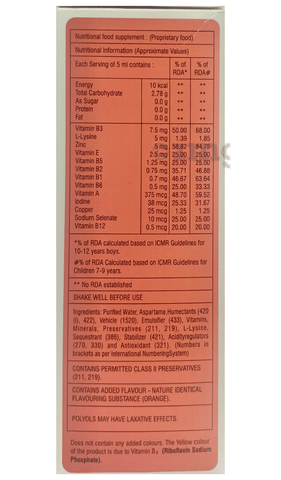 Nutritional food supplement : (Proprietary food)
Nutritional Information (Approximate Values)
Each Serving of 5 ml contains : % of RDA* % of RDA#
Energy 10 kcal ** **
Total Carbohydrate 2.78 g ** **
As Sugar 0.0 g ** **
Protein 0.0 g ** **
Fat 0.0 g ** **
Vitamin B3 7.5 mg 50.00 68.00
L-Lysine 5 mg 1.39 1.85
Zinc 5 mg 58.82
Vitamin E 2.5 mg 25.00 25.00
Vitamin B5 1.25 mg 25.00 25.00
Vitamin B2 0.75 mg 35.71 46.88
Vitamin B1 0.7 mg 46.67 63.64
Vitamin B6 0.5 mg 25.00 33.33
Vitamin A 375 mcg 48.70 59.52
Iodine 38 mcg 25.33 31.67
Copper 25 mcg 1.25 1.25
Sodium Selenate 10 mcg 25.00 25.00
Vitamin B12 0.5 mcg 20.00 20.00
*% of RDA calculated based on ICMR Guidelines for
10-12 years boys.
#% of RDA Calculated based on ICMR Guidelines for
Children 7-9 years.
** No RDA established
SHAKE WELL BEFORE USE
Ingredients: Purified Water, Aspartame,Humectants (420
(i), 422), Vehicle (1520), Emulsifier (433), Vitamins,
Minerals, Preservatives (211, 219), L-Lysine,
Sequestrant (386), Stabilizer (421), Acidityregulators
(270, 330) and Antioxidant (321). (Numbers in
brackets as per International NumberingSystem)
CONTAINS PERMITTED CLASS II PRESERVATIVES
(211, 219).
CONTAINS ADDED FLAVOUR - NATURE IDENTICAL
FLAVOURING SUBSTANCE (ORANGE).
POLYOLS MAY HAVE LAXATIVE EFFECTS.
Does not contain any added colours. The Yellow colour
of the product is due to Vitamin B₂ (Riboflavin Sodium
Phosphate).